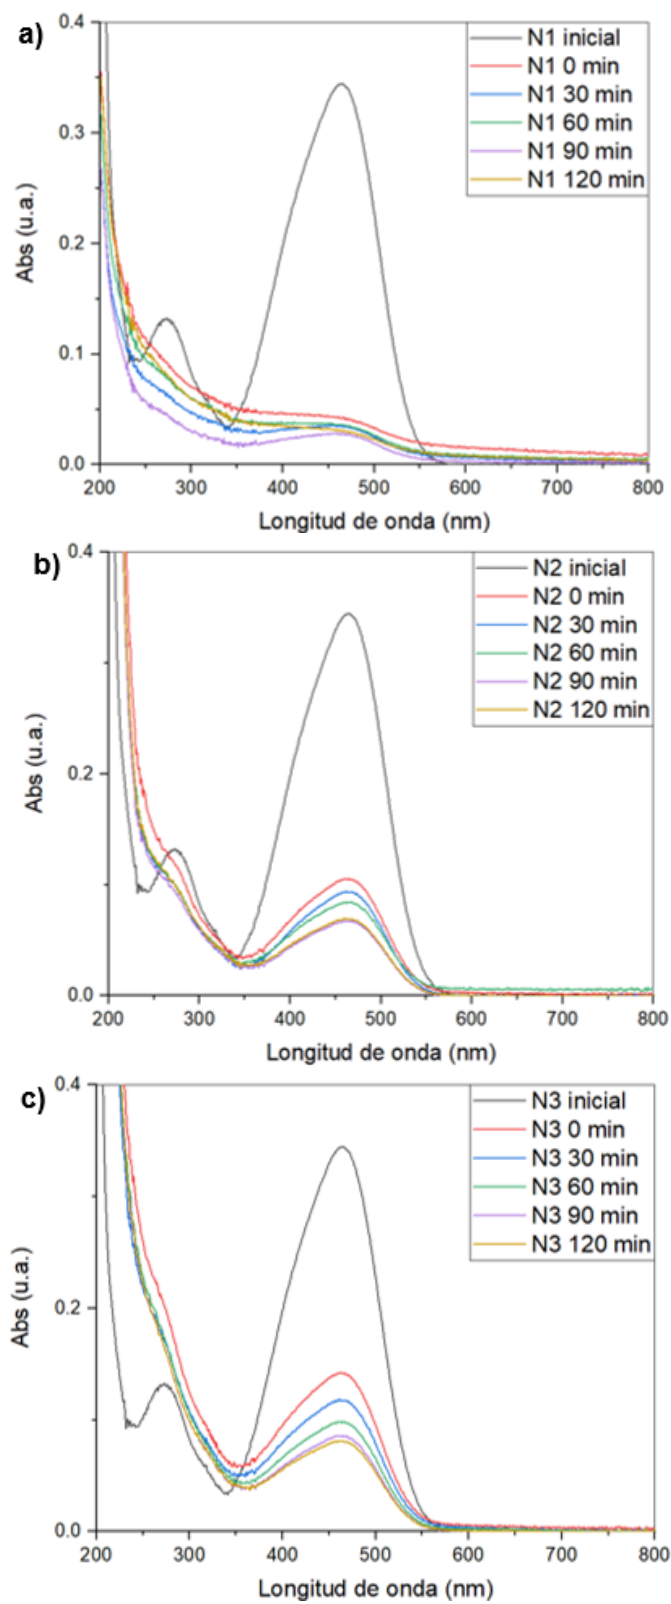 a)
0.4
0.3
0.2
0.1
0.0
Abs (u.a.)
N1 inicial
N1 0 min
N1 30 min
N1 60 min
N1 90 min
N1 120 min
200 300 400 500 600 700 800
Longitud de onda (nm)
b)
0.4
0.2
0.0
Abs (u.a.)
N2 inicial
N2 0 min
N2 30 min
N2 60 min
N2 90 min
N2 120 min
200 300 400 500 600 700 800
Longitud de onda (nm)
c)
0.4
0.2
0.0
Abs (u.a.)
N3 inicial
N3 0 min
N3 30 min
N3 60 min
N3 90 min
N3 120 min
200 300 400 500 600 700 800
Longitud de onda (nm)